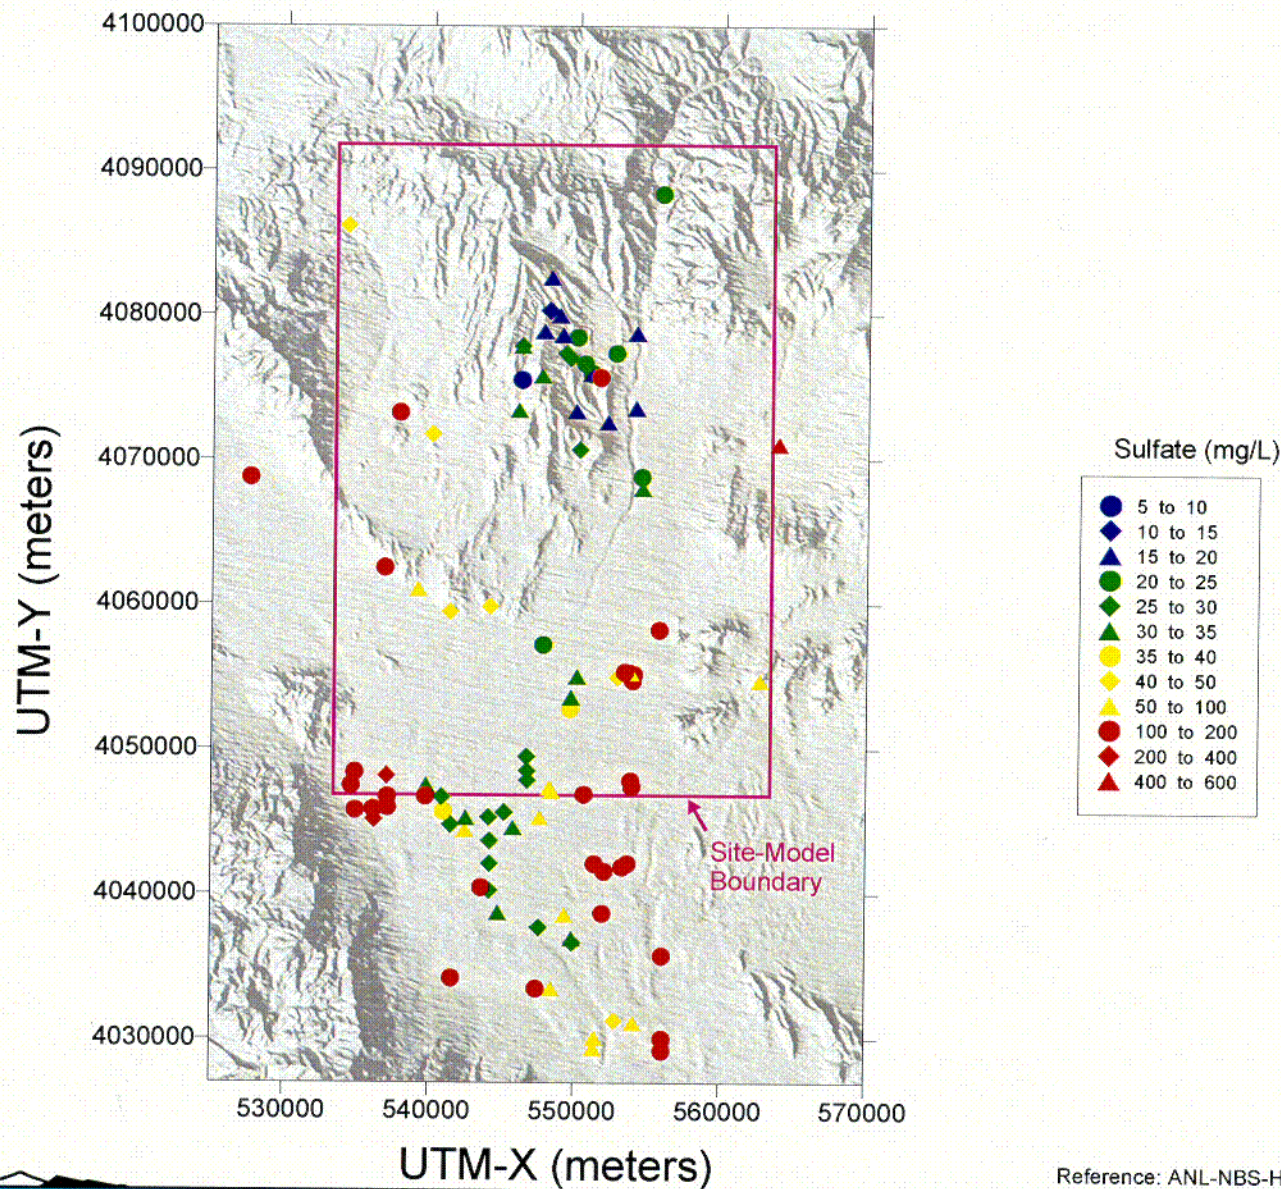 4100000
4090000
4080000
4070000
4060000
4050000
4040000
4030000
UTM-Y (meters)
530000
540000
550000
560000
570000
UTM-X (meters)
Site-Model
Boundary
Sulfate (mg/L)
5 to 10
10 to 15
15 to 20
20 to 25
25 to 30
30 to 35
35 to 40
40 to 50
50 to 100
100 to 200
200 to 400
400 to 600
Reference: ANL-NBS-H